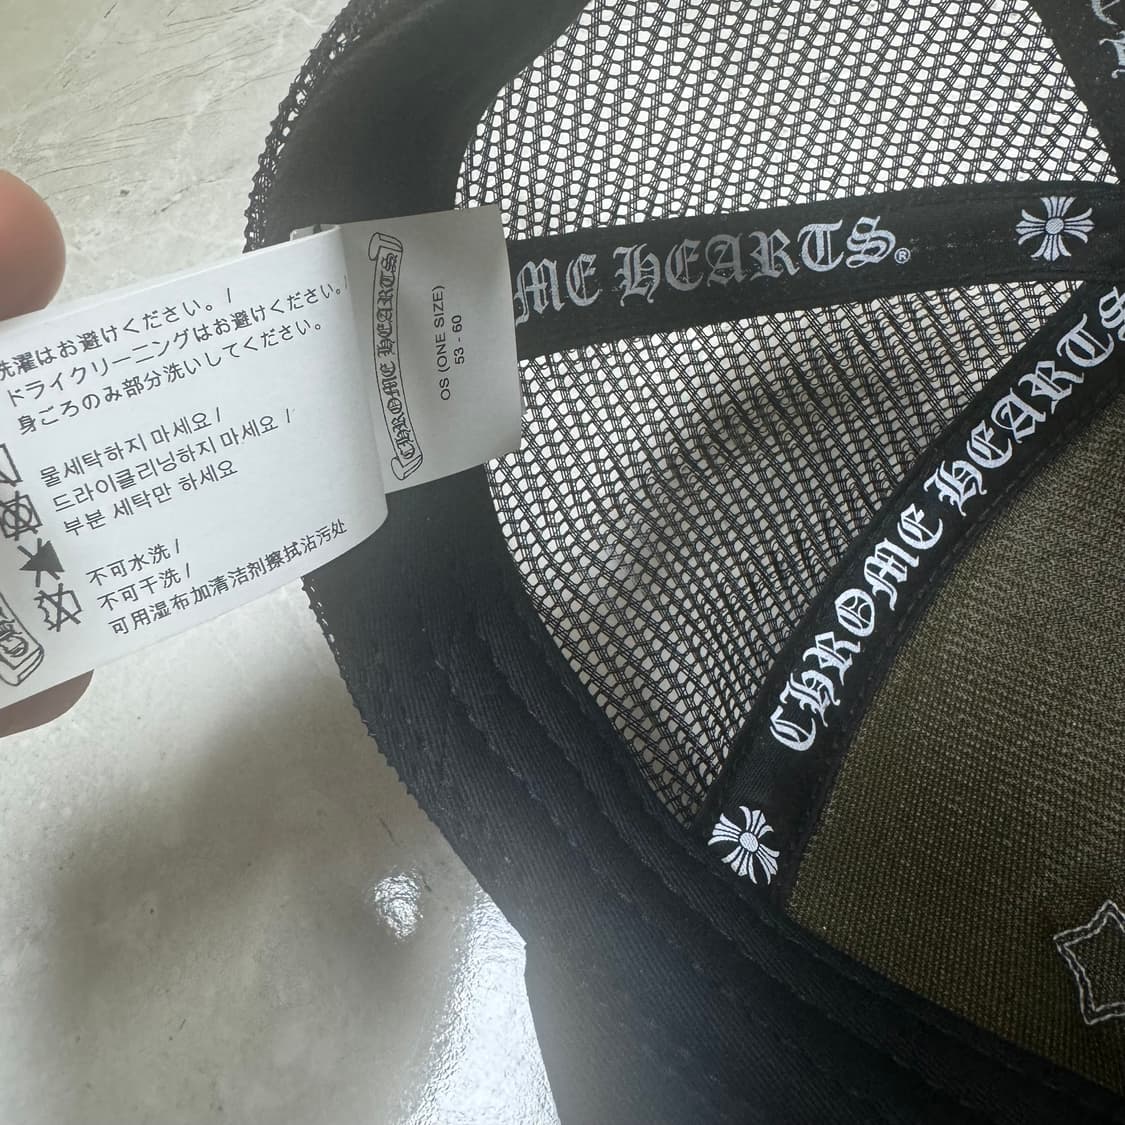 洗濯はお避けください。/
ドライクリーニングはお避けください。/
身ごろのみ部分洗いしてください。
물세탁하지 마세요 /
드라이클리닝하지 마세요 /
부분 세탁만 하세요
不可水洗 /
不可干洗 /
可用湿布加清洁剂擦拭沾污处
CHROME HEARTS
OS (ONE SIZE)
53 - 60
ME HEARTS®
CHROME HEARTS